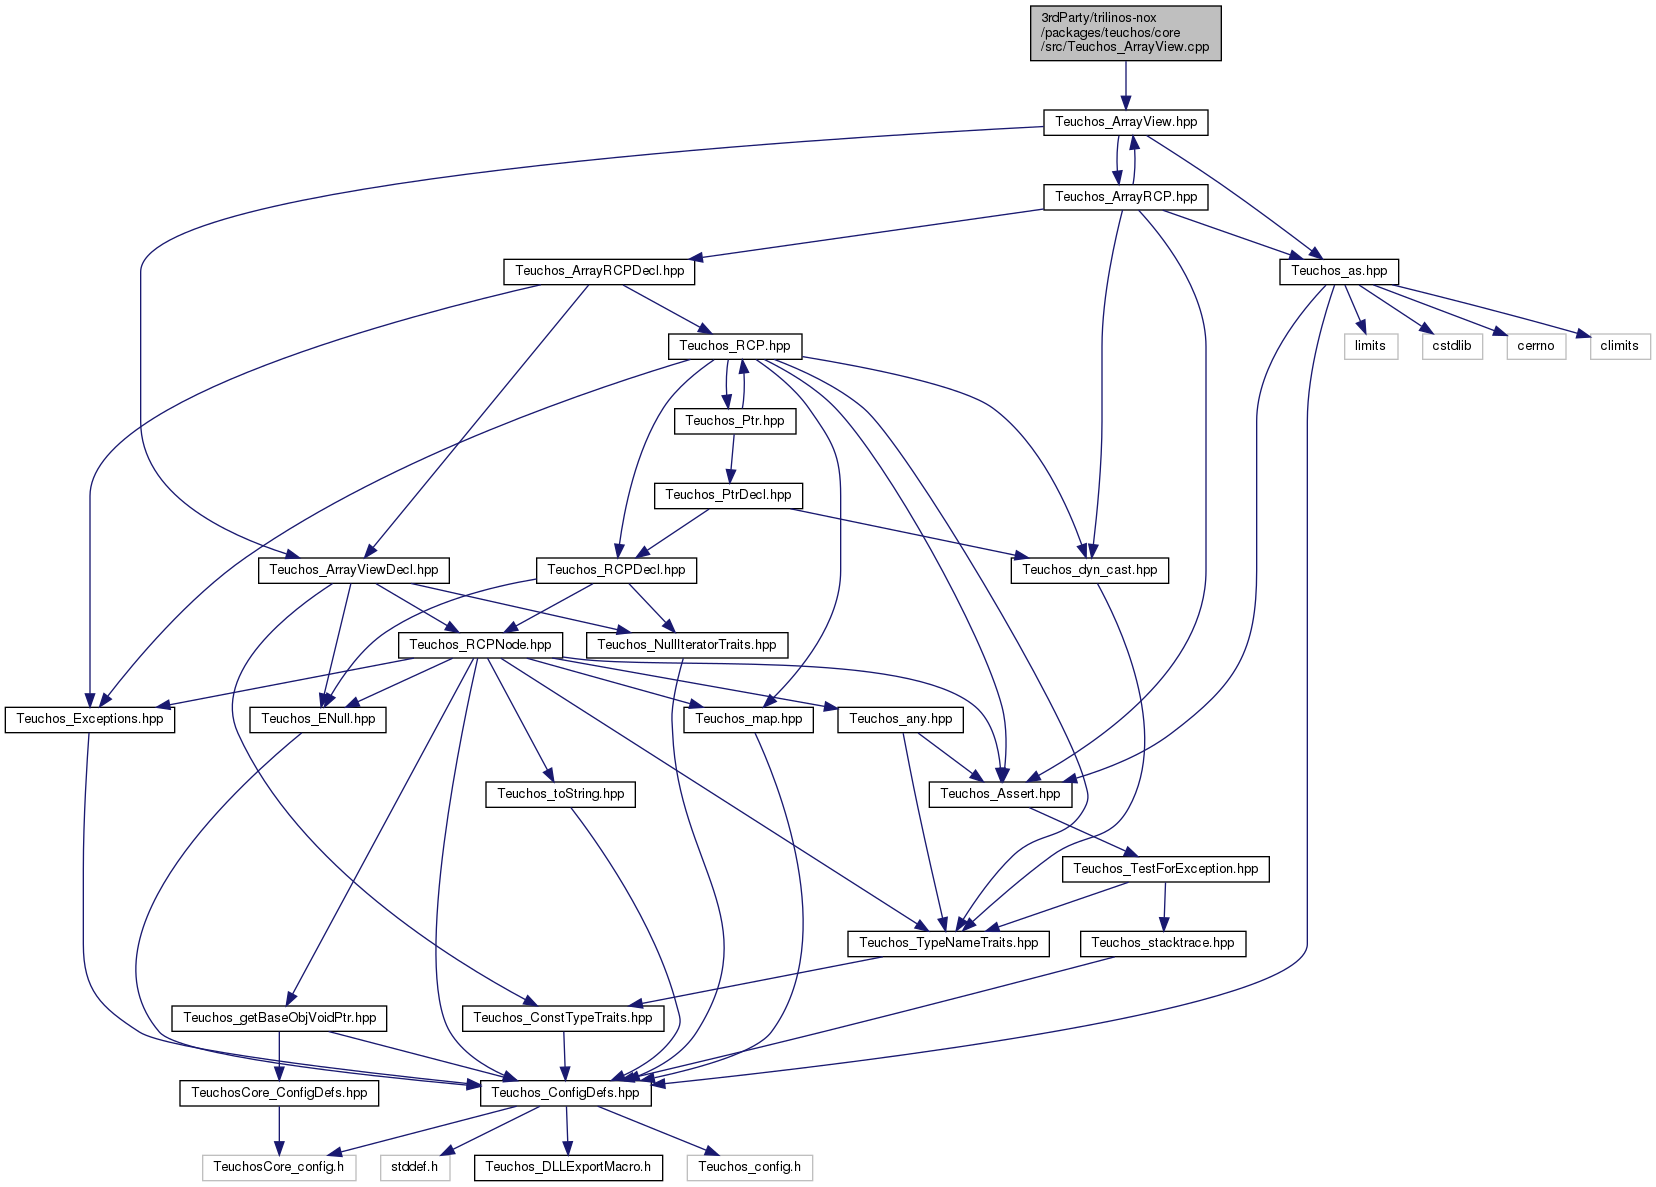 3rdParty/trilinos-nox
/packages/teuchos/core
/src/Teuchos_ArrayView.cpp
Teuchos_ArrayView.hpp
Teuchos_ArrayRCP.hpp
Teuchos_ArrayRCPDecl.hpp
Teuchos_as.hpp
Teuchos_RCP.hpp
limits
cstdlib
cerrno
climits
Teuchos_Ptr.hpp
Teuchos_PtrDecl.hpp
Teuchos_ArrayViewDecl.hpp
Teuchos_RCPDecl.hpp
Teuchos_dyn_cast.hpp
Teuchos_RCPNode.hpp
Teuchos_NullIteratorTraits.hpp
Teuchos_Exceptions.hpp
Teuchos_ENull.hpp
Teuchos_map.hpp
Teuchos_any.hpp
Teuchos_toString.hpp
Teuchos_Assert.hpp
Teuchos_TestForException.hpp
Teuchos_TypeNameTraits.hpp
Teuchos_stacktrace.hpp
Teuchos_getBaseObjVoidPtr.hpp
Teuchos_ConstTypeTraits.hpp
TeuchosCore_ConfigDefs.hpp
Teuchos_ConfigDefs.hpp
TeuchosCore_config.h
stddef.h
Teuchos_DLLExportMacro.h
Teuchos_config.h